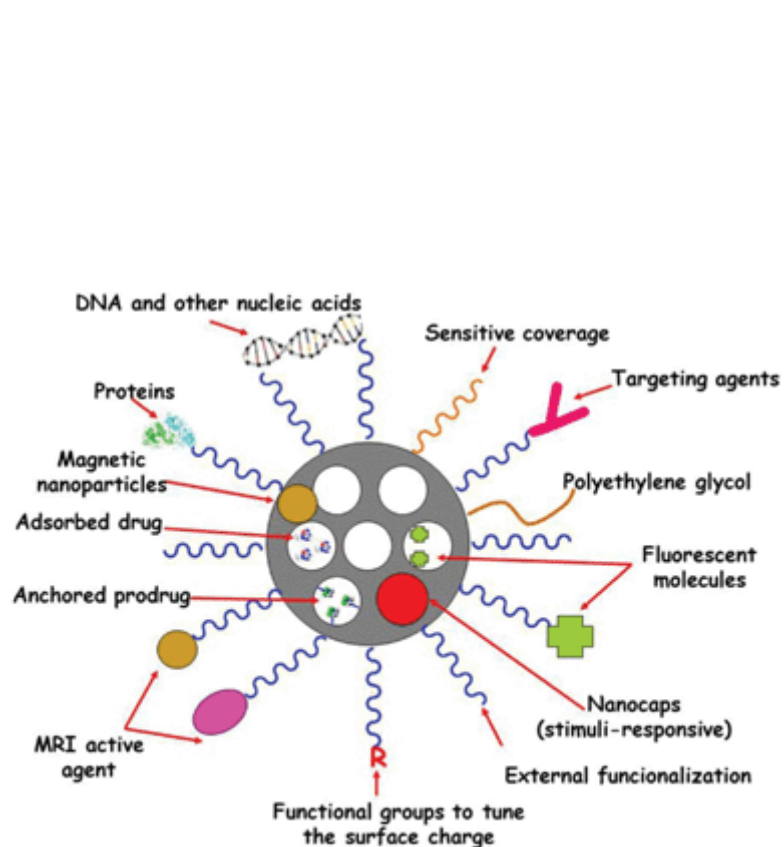 DNA and other nucleic acids
Sensitive coverage
Targeting agents
Proteins
Magnetic
nanoparticles
Polyethylene glycol
Adsorbed drug
Fluorescent
molecules
Anchored prodrug
Nanocaps
(stimuli-responsive)
MRI active
agent
R
External funcionalization
Functional groups to tune
the surface charge